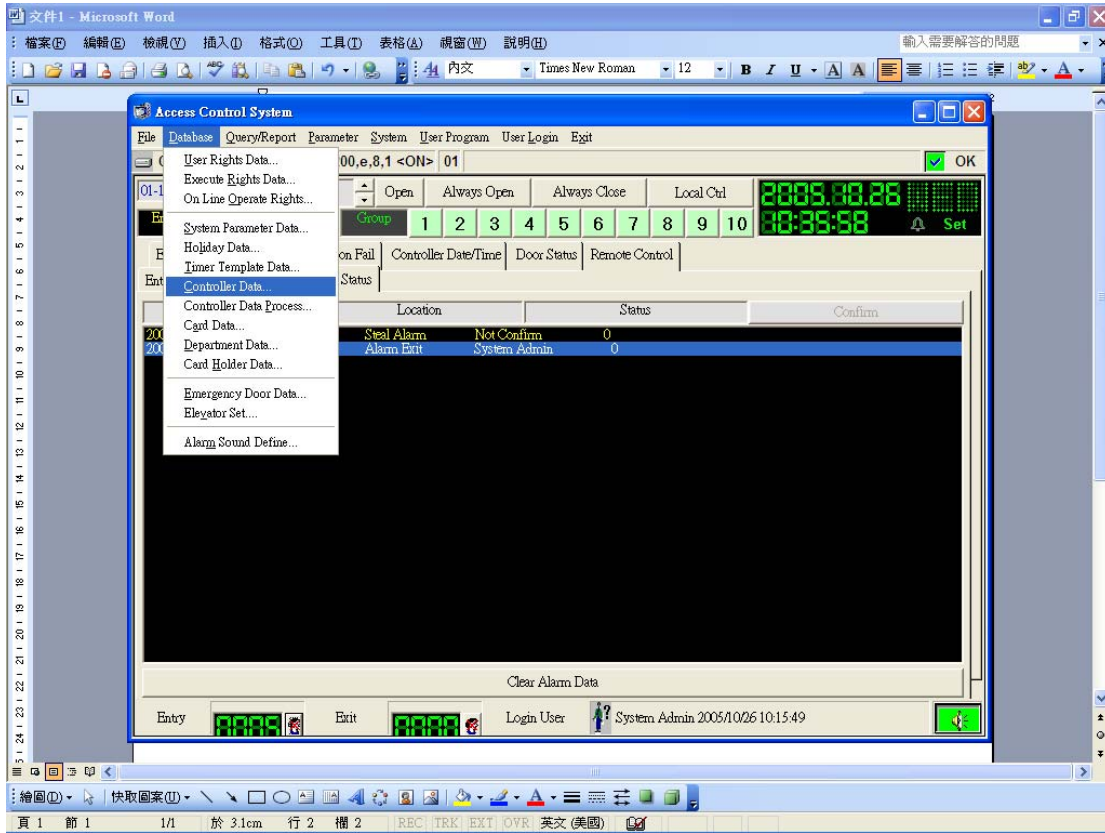 文件1 - Microsoft Word
檔案(F) 編輯(E) 檢視(V) 插入(I) 格式(O) 工具(T) 表格(A) 視窗(W) 說明(H) 輸入需要解答的問題
內文 Times New Roman 12 B I U A A
Access Control System
File Database Query/Report Parameter System User Program User Login Exit
00,e,8,1 <ON> 01 OK
01-1 Open Always Open Always Close Local Ctrl 2005.10.26
Group 1 2 3 4 5 6 7 8 9 10 Set
on Fail Controller Date/Time Door Status Remote Control
Ent Status
Location Status Confirm
200 Steal Alarm Not Confirm 0
200 Alarm Exit System Admin 0
User Rights Data...
Execute Rights Data...
On Line Operate Rights...
System Parameter Data...
Holiday Data...
Timer Template Data...
Controller Data...
Controller Data Process...
Card Data...
Department Data...
Card Holder Data...
Emergency Door Data...
Elevator Set....
Alarm Sound Define...
Clear Alarm Data
Entry Exit Login User System Admin 2005/10/26 10:15:49
繪圖(D) 快取圖案(U)
頁 1 節 1 1/1 於 3.1cm 行 2 欄 2 REC TRK EXT OVR 英文 (美國)